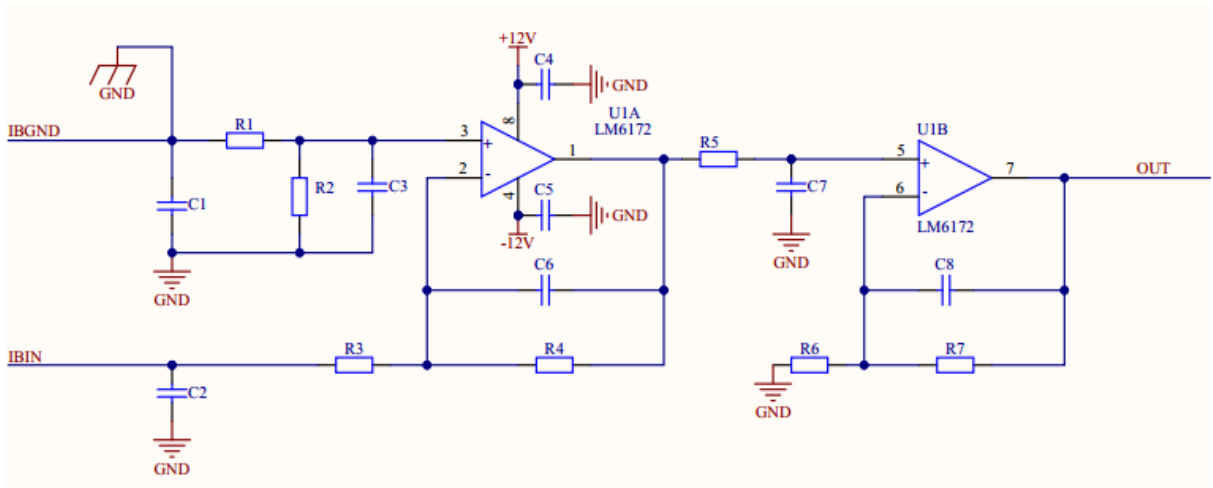 +12V
C4
GND
GND
U1A
LM6172
IBGND
R1
8
3
+
1
R5
U1B
5
+
7
OUT
2
-
R2
C3
4
C5
GND
C7
6
-
C1
-12V
LM6172
GND
C6
GND
C8
IBIN
R3
R4
R6
R7
C2
GND
GND